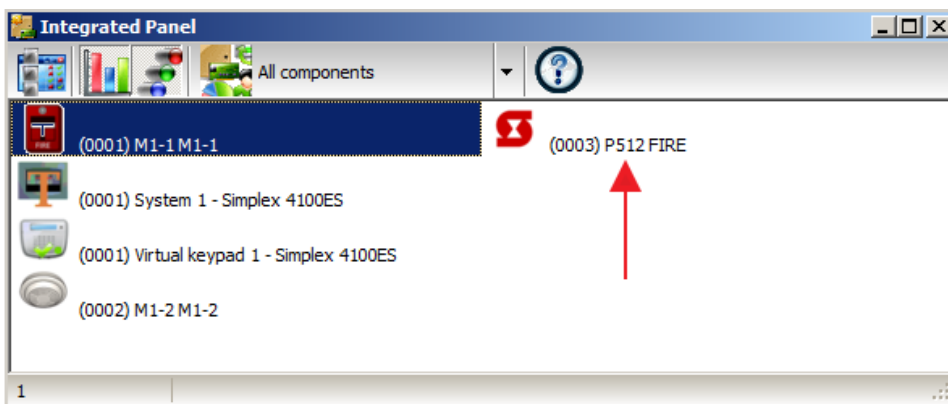 Integrated Panel
All components
(0001) M1-1 M1-1
FIRE
(0001) System 1 - Simplex 4100ES
(0001) Virtual keypad 1 - Simplex 4100ES
(0002) M1-2 M1-2
(0003) P512 FIRE
1